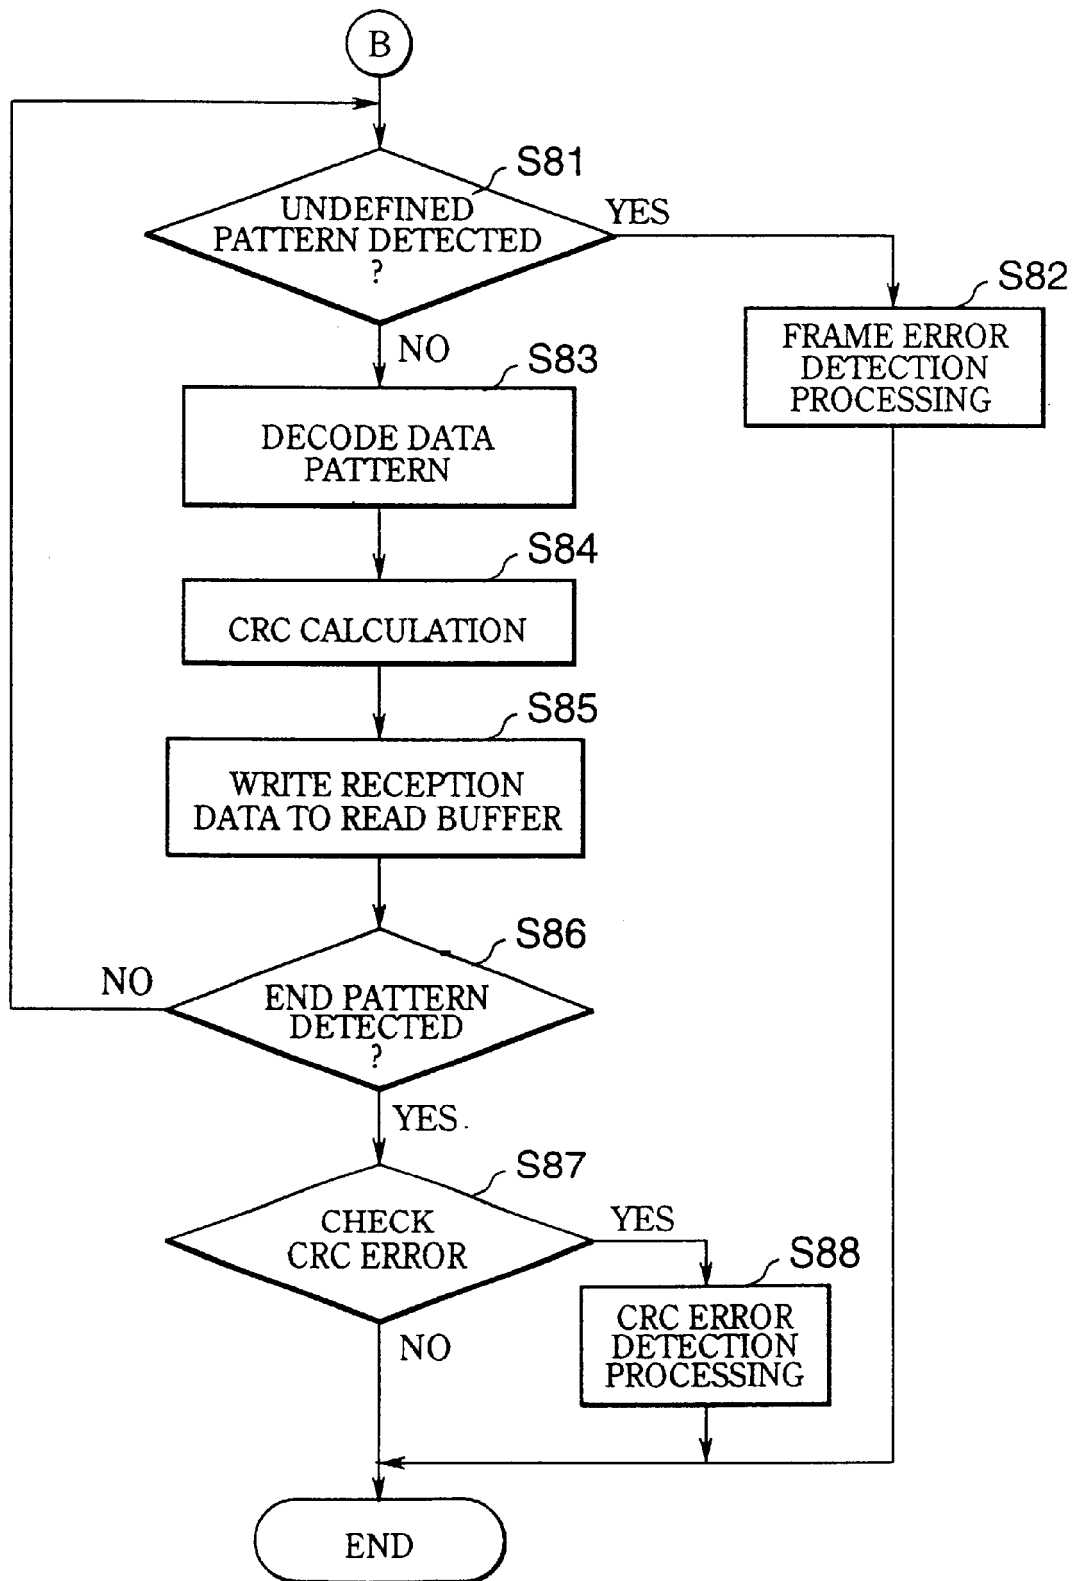 B
S81
UNDEFINED
PATTERN DETECTED
?
YES
S82
FRAME ERROR
DETECTION
PROCESSING
NO
S83
DECODE DATA
PATTERN
S84
CRC CALCULATION
S85
WRITE RECEPTION
DATA TO READ BUFFER
S86
NO
END PATTERN
DETECTED
?
YES
S87
CHECK
CRC ERROR
YES
S88
CRC ERROR
DETECTION
PROCESSING
NO
END